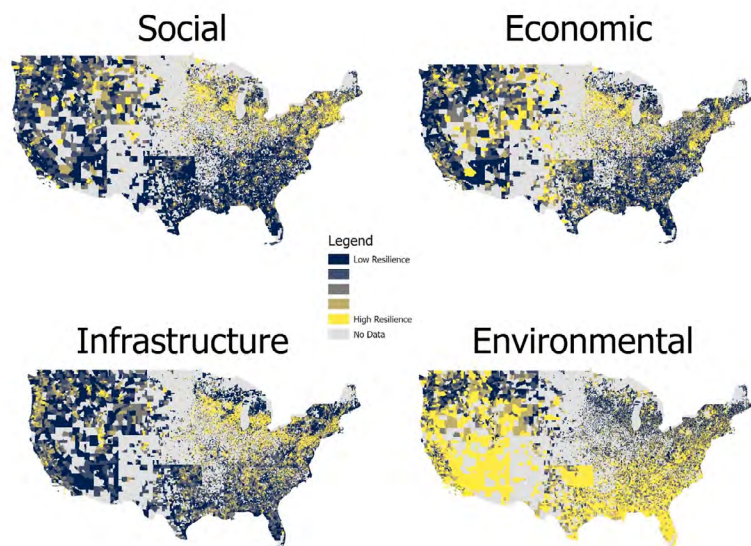 Social
Economic
Legend
Low Resilience
High Resilience
No Data
Infrastructure
Environmental